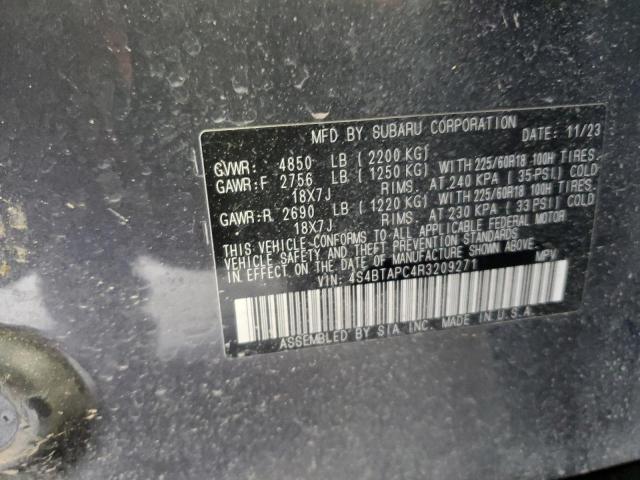 MFD BY SUBARU CORPORATION DATE: 11/23
GVWR: 4850 LB (2200 KG)
GAWR:F 2756 LB (1250 KG) WITH 225/60R18 100H TIRES.
18X7J RIMS. AT 240 KPA (35 PSI) COLD
GAWR:R 2690 LB (1220 KG) WITH 225/60R18 100H TIRES.
18X7J RIMS. AT 230 KPA (33 PSI) COLD
THIS VEHICLE CONFORMS TO ALL APPLICABLE FEDERAL MOTOR
VEHICLE SAFETY AND THEFT PREVENTION STANDARDS
IN EFFECT ON THE DATE OF MANUFACTURE SHOWN ABOVE.
VIN: 4S4BTAPC4R3209271 MPV
ASSEMBLED BY SIA, INC. MADE IN U.S.A.